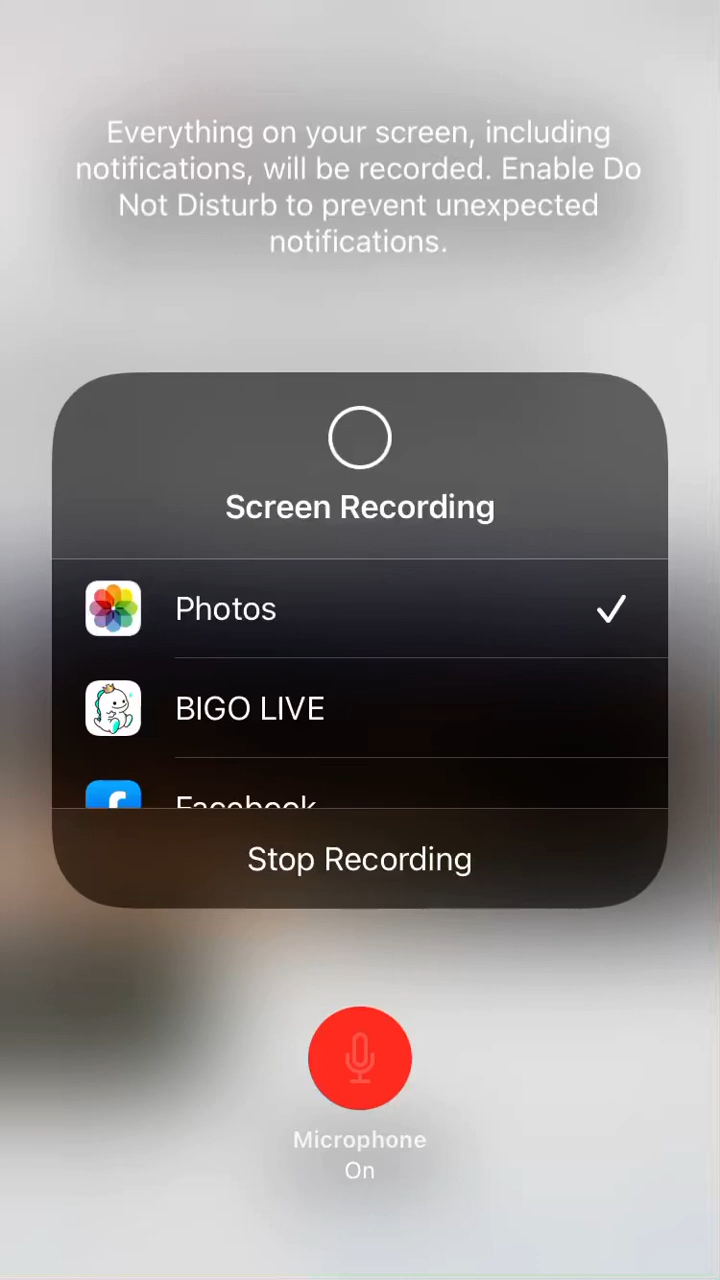 Everything on your screen, including
notifications, will be recorded. Enable Do
Not Disturb to prevent unexpected
notifications.
Screen Recording
Photos
BIGO LIVE
Facebook
Stop Recording
Microphone
On